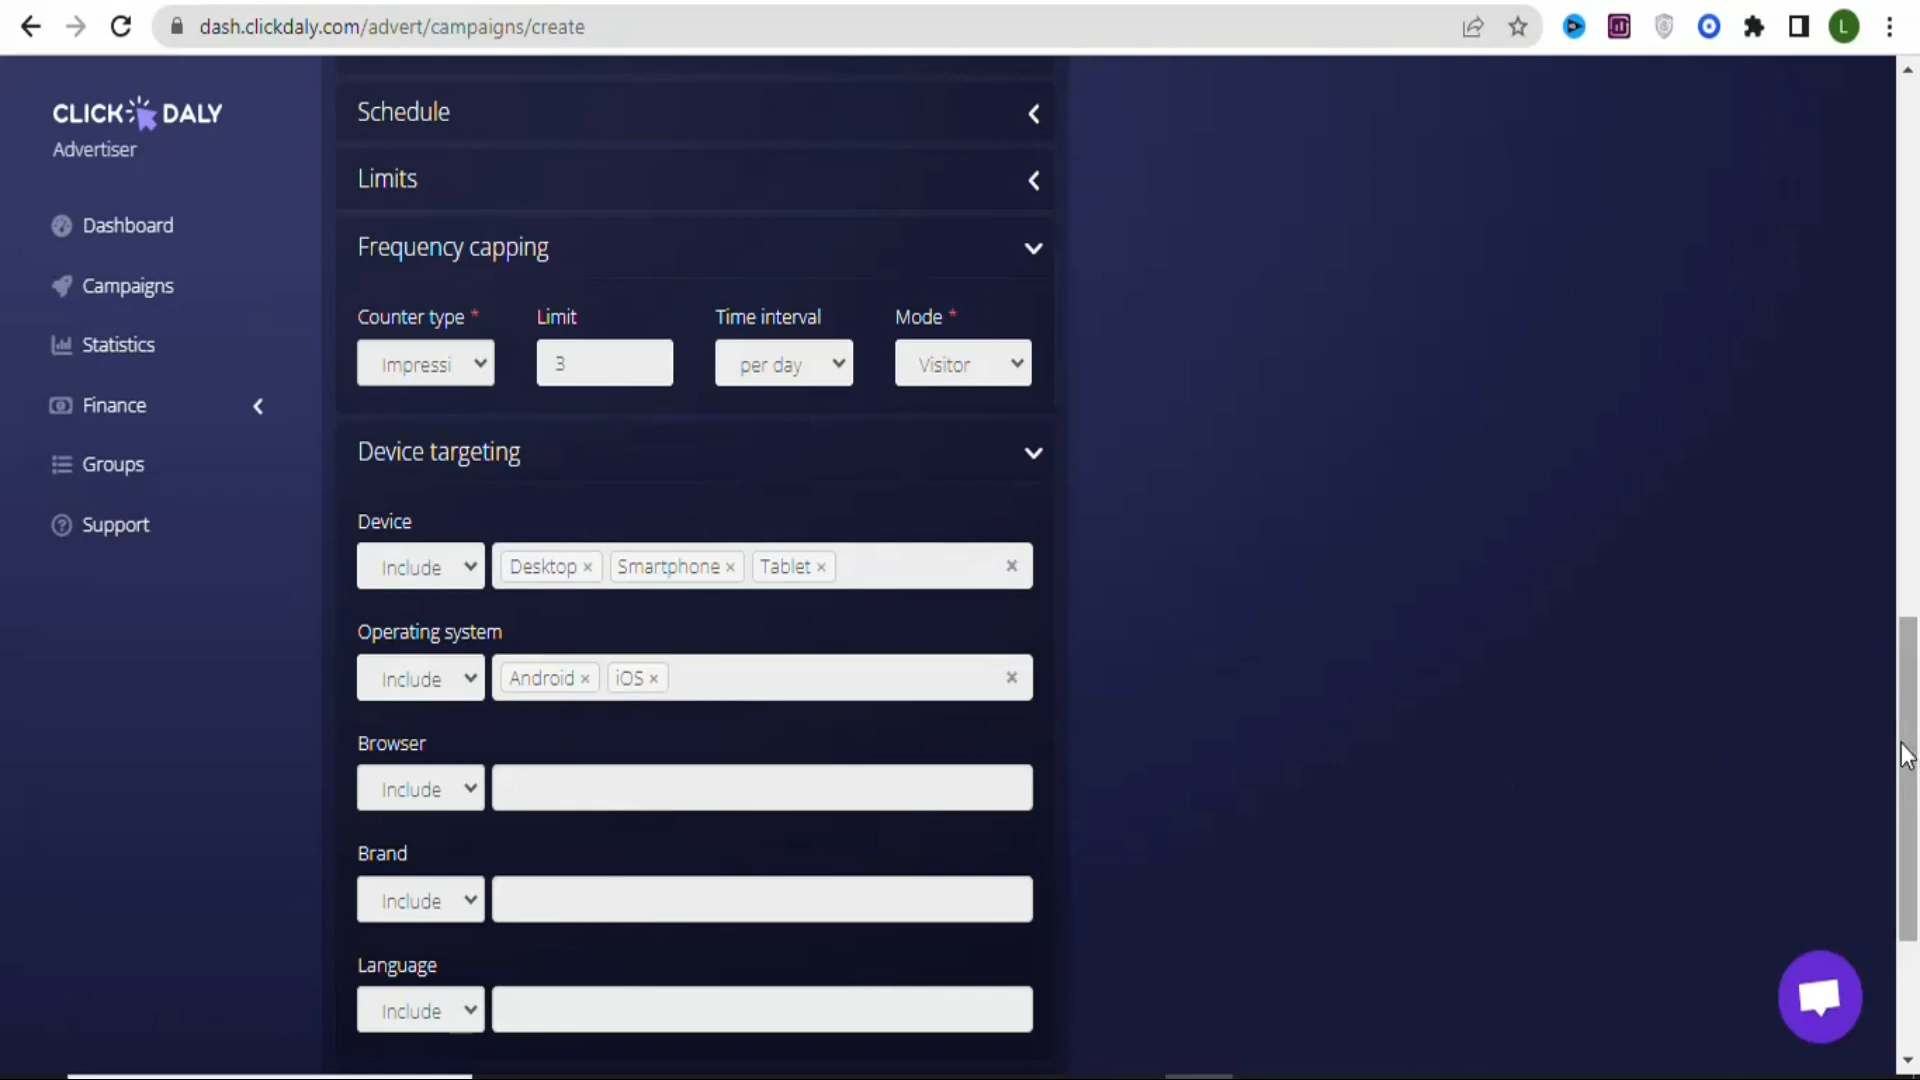 dash.clickdaly.com/advert/campaigns/create
L
CLICK DALY
Advertiser
Dashboard
Campaigns
Statistics
Finance
Groups
Support
Schedule
Limits
Frequency capping
Counter type * Limit Time interval Mode *
Impressi 3 per day Visitor
Device targeting
Device
Include Desktop × Smartphone × Tablet × ×
Operating system
Include Android × iOS × ×
Browser
Include
Brand
Include
Language
Include